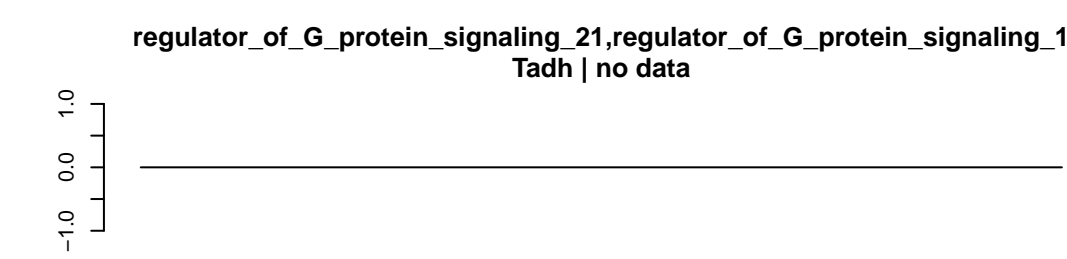 regulator_of_G_protein_signaling_21,regulator_of_G_protein_signaling_1
Tadh | no data
1.0
0.0
−1.0